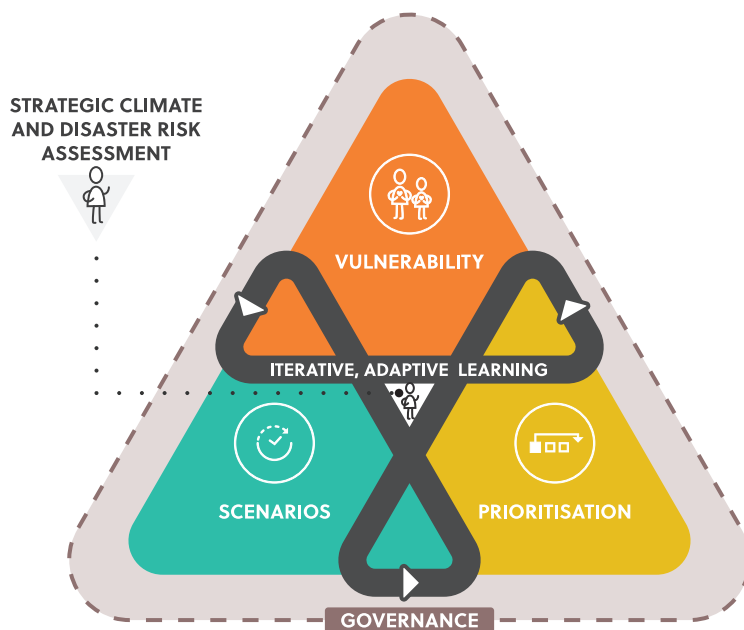 STRATEGIC CLIMATE
AND DISASTER RISK
ASSESSMENT
VULNERABILITY
ITERATIVE, ADAPTIVE LEARNING
SCENARIOS
PRIORITISATION
GOVERNANCE